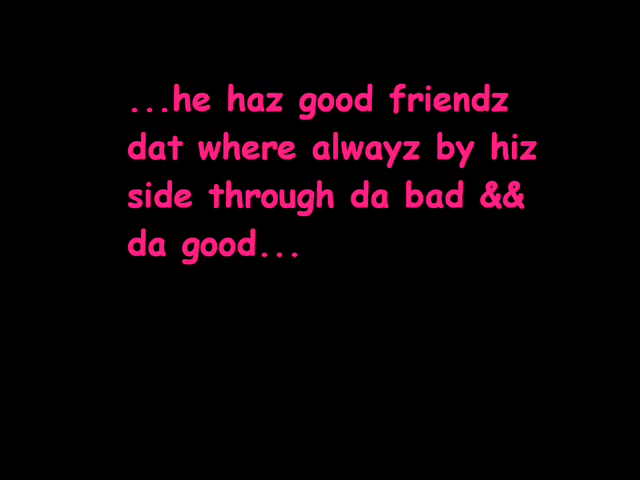 ...he haz good friendz
dat where alwayz by hiz
side through da bad &&
da good...